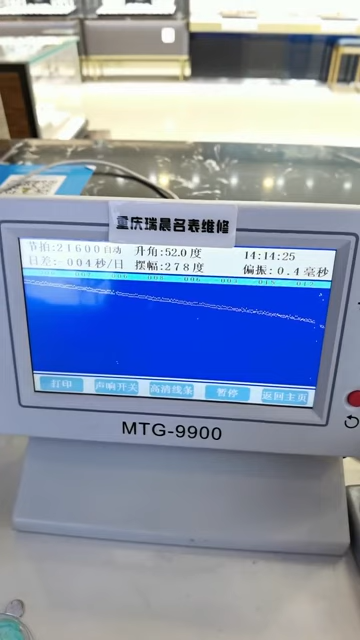 重庆瑞晨名表维修
节拍:21600自动 升角:52.0度 14:14:25
日差:-004秒/日 摆幅:278度 偏振:0.4毫秒
打印 声响开关 高清线条 暂停 返回主页
MTG-9900